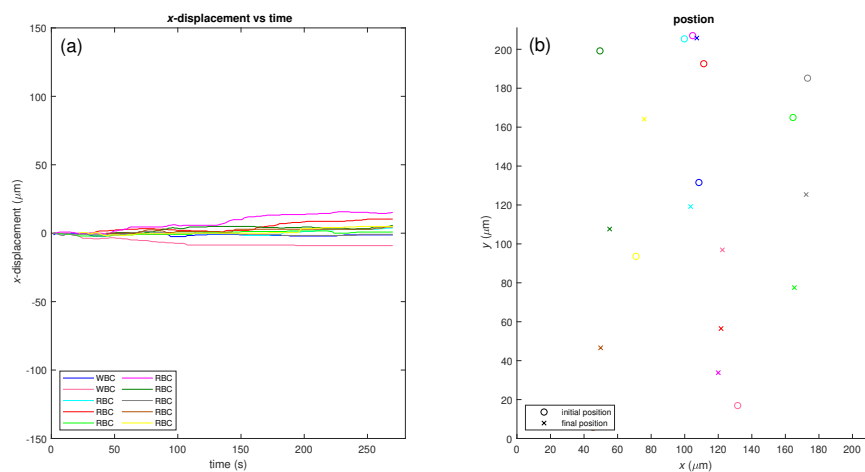 x-displacement vs time
(a)
150
100
50
0
-50
-100
-150
x-displacement (μm)
0 50 100 150 200 250
time (s)
WBC RBC
WBC RBC
RBC RBC
RBC RBC
RBC RBC
postion
(b)
200
180
160
140
120
100
80
60
40
20
0
y (μm)
0 20 40 60 80 100 120 140 160 180 200
x (μm)
initial position
final position